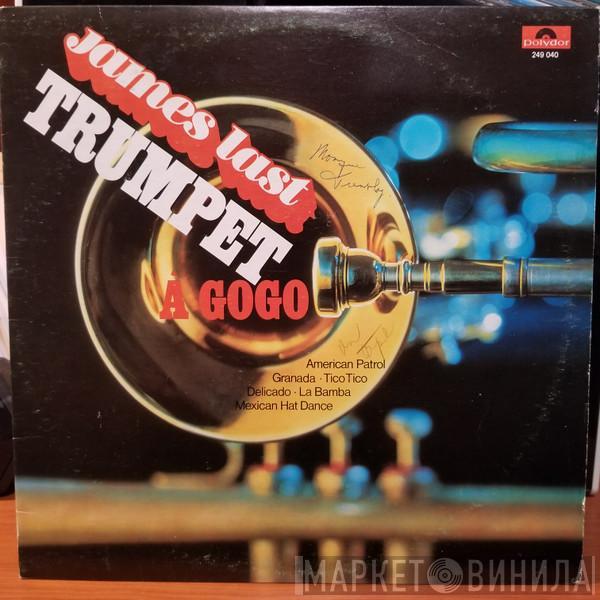 Polydor
249 040
James last
TRUMPET
À GOGO
American Patrol
Granada · Tico Tico
Delicado · La Bamba
Mexican Hat Dance
МАРКЕТ ВИНИЛА